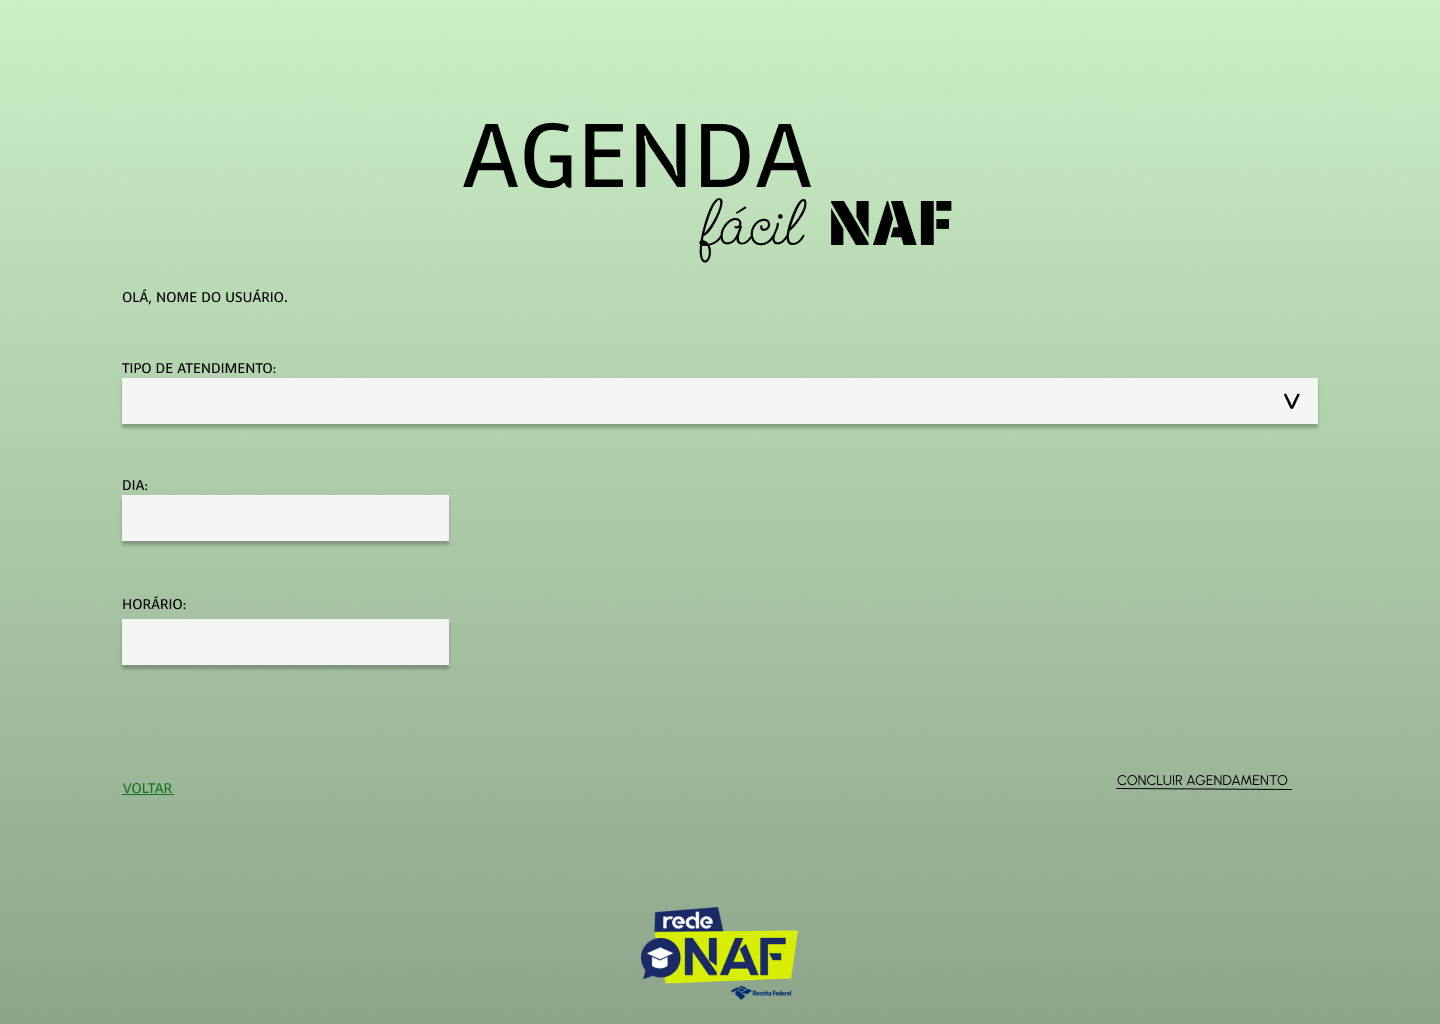 AGENDA
fácil NAF
OLÁ, NOME DO USUÁRIO.
TIPO DE ATENDIMENTO:
V
DIA:
HORÁRIO:
VOLTAR
CONCLUIR AGENDAMENTO
rede
NAF
Receita Federal